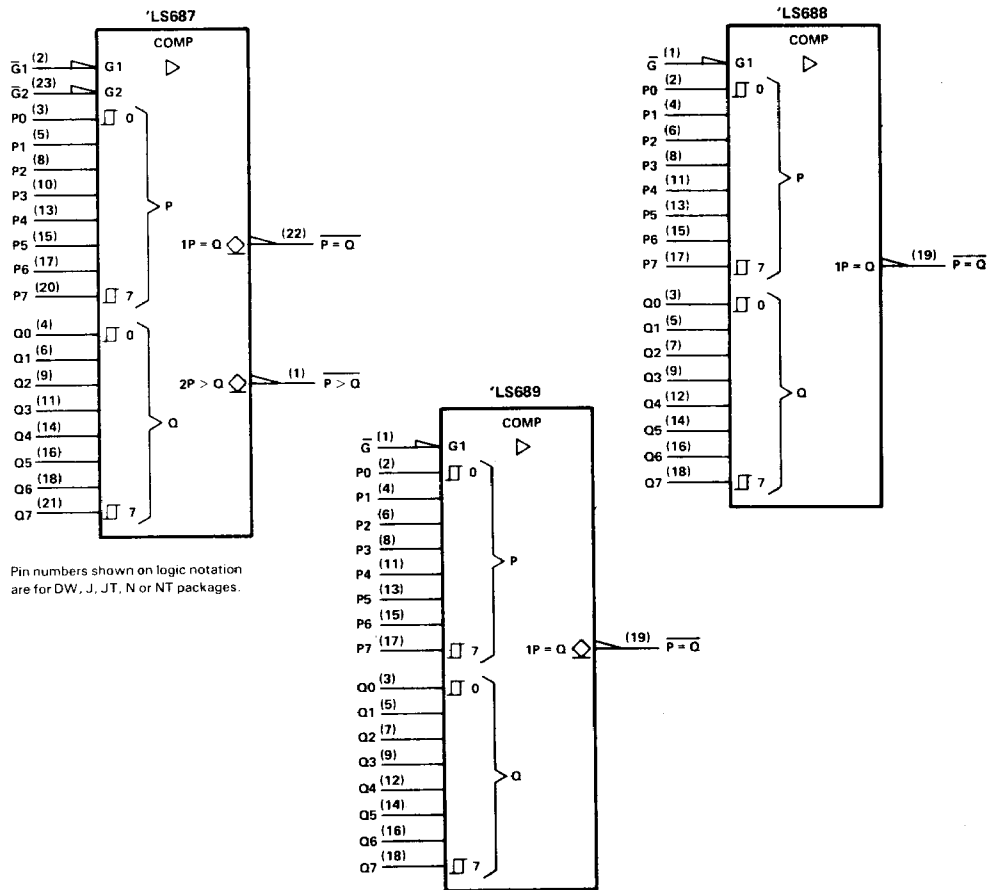 'LS687
COMP
G1 (2) G1
G2 (23) G2
P0 (3) 0
P1 (5)
P2 (8)
P3 (10)
P4 (13)
P5 (15)
P6 (17)
P7 (20) 7
P
Q0 (4) 0
Q1 (6)
Q2 (9)
Q3 (11)
Q4 (14)
Q5 (16)
Q6 (18)
Q7 (21) 7
Q
1P = Q (22) P = Q
2P > Q (1) P > Q
Pin numbers shown on logic notation
are for DW, J, JT, N or NT packages.
'LS688
COMP
G (1) G1
P0 (2) 0
P1 (4)
P2 (6)
P3 (8)
P4 (11)
P5 (13)
P6 (15)
P7 (17) 7
P
1P = Q (19) P = Q
Q0 (3) 0
Q1 (5)
Q2 (7)
Q3 (9)
Q4 (12)
Q5 (14)
Q6 (16)
Q7 (18) 7
Q
'LS689
COMP
G (1) G1
P0 (2) 0
P1 (4)
P2 (6)
P3 (8)
P4 (11)
P5 (13)
P6 (15)
P7 (17) 7
P
1P = Q (19) P = Q
Q0 (3) 0
Q1 (5)
Q2 (7)
Q3 (9)
Q4 (12)
Q5 (14)
Q6 (16)
Q7 (18) 7
Q